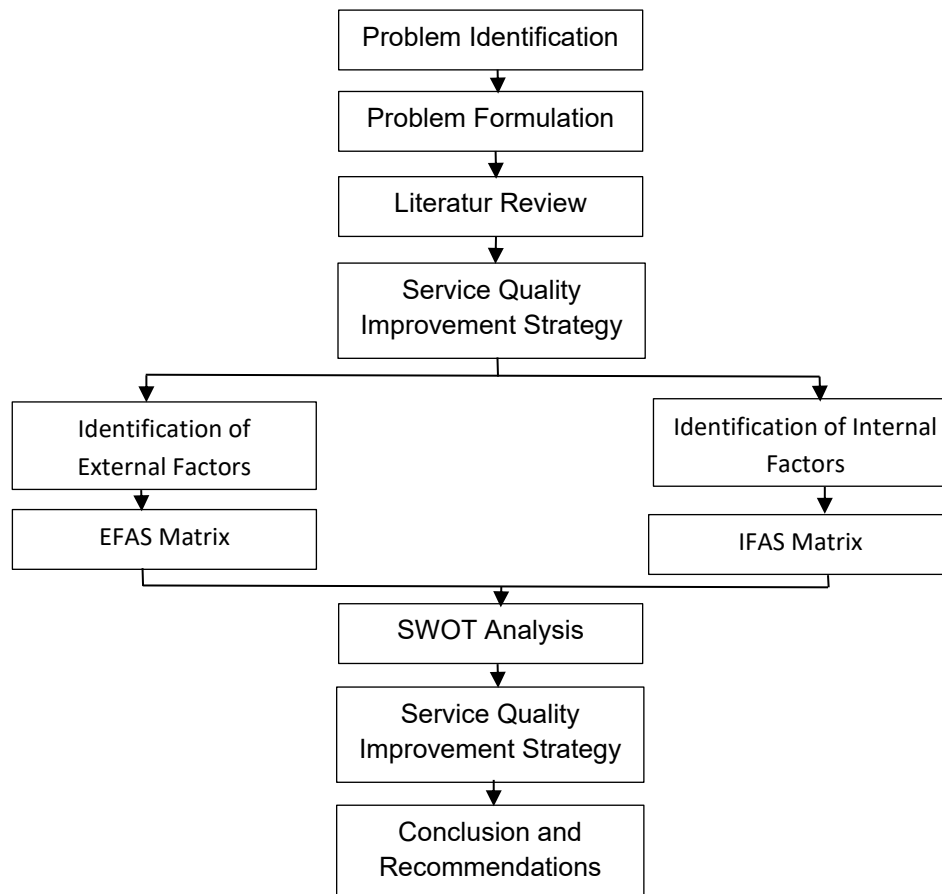 Problem Identification
Problem Formulation
Literatur Review
Service Quality
Improvement Strategy
Identification of
External Factors
Identification of Internal
Factors
EFAS Matrix
IFAS Matrix
SWOT Analysis
Service Quality
Improvement Strategy
Conclusion and
Recommendations